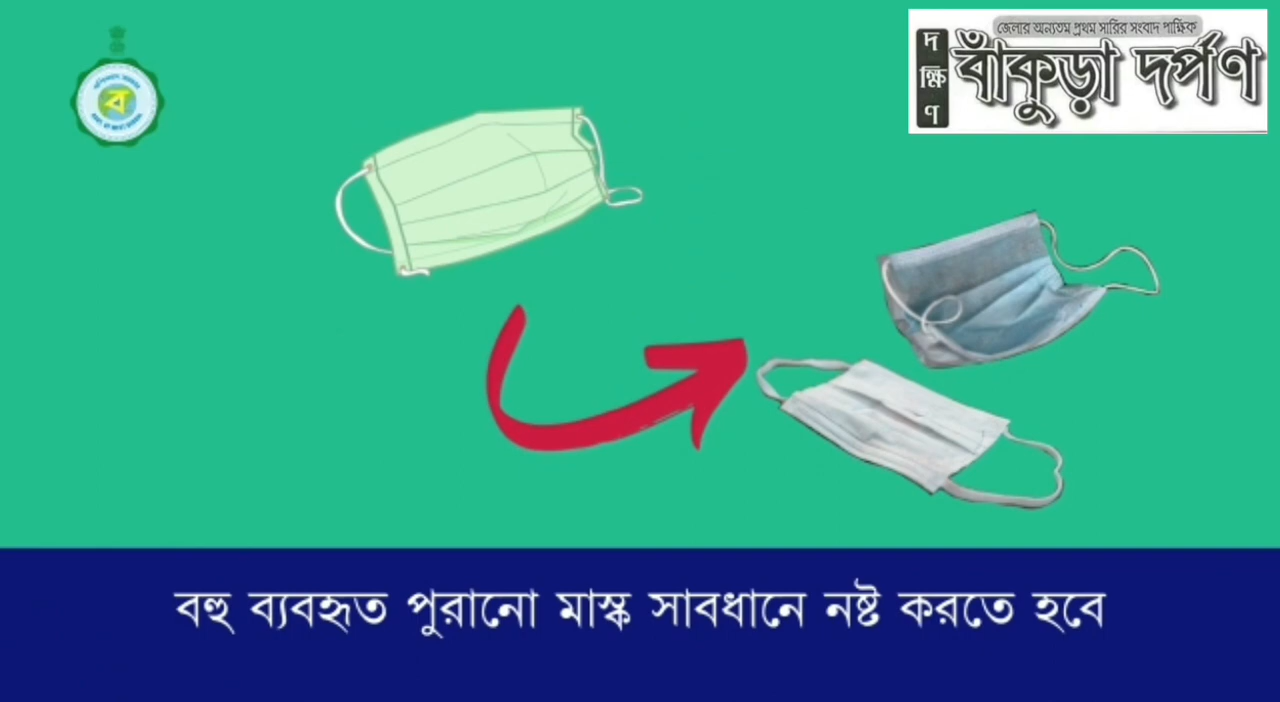 জেলার অন্যতম প্রথম সারির সংবাদ পাক্ষিক
দক্ষিণ
বাঁকুড়া দর্পণ
ব
বহু ব্যবহৃত পুরানো মাস্ক সাবধানে নষ্ট করতে হবে